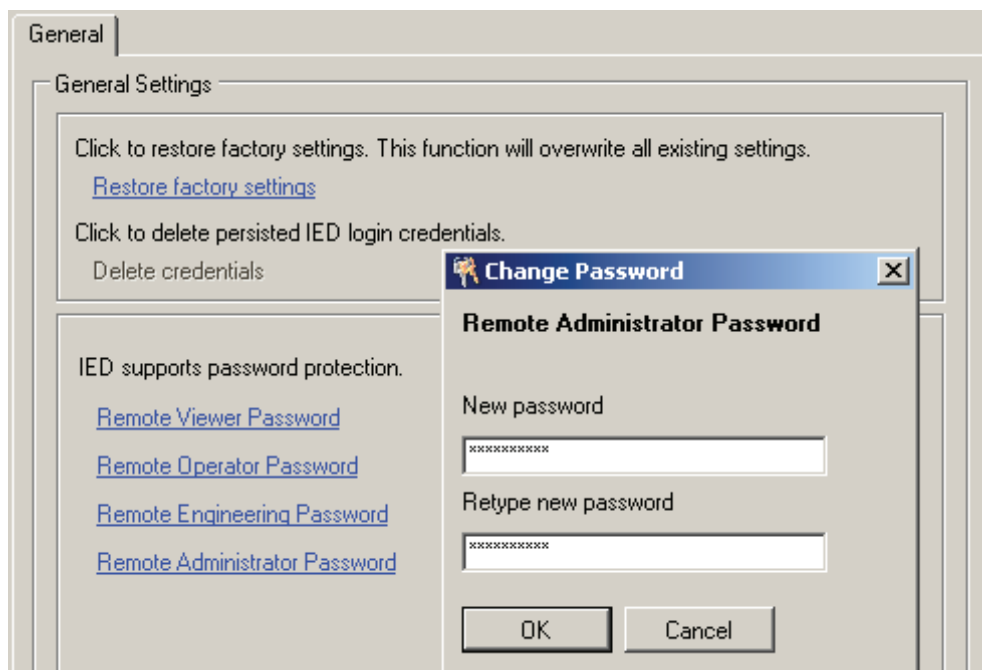 General
General Settings
Click to restore factory settings. This function will overwrite all existing settings.
Restore factory settings
Click to delete persisted IED login credentials.
Delete credentials
IED supports password protection.
Remote Viewer Password
Remote Operator Password
Remote Engineering Password
Remote Administrator Password
Change Password
Remote Administrator Password
New password
**********
Retype new password
**********
OK Cancel